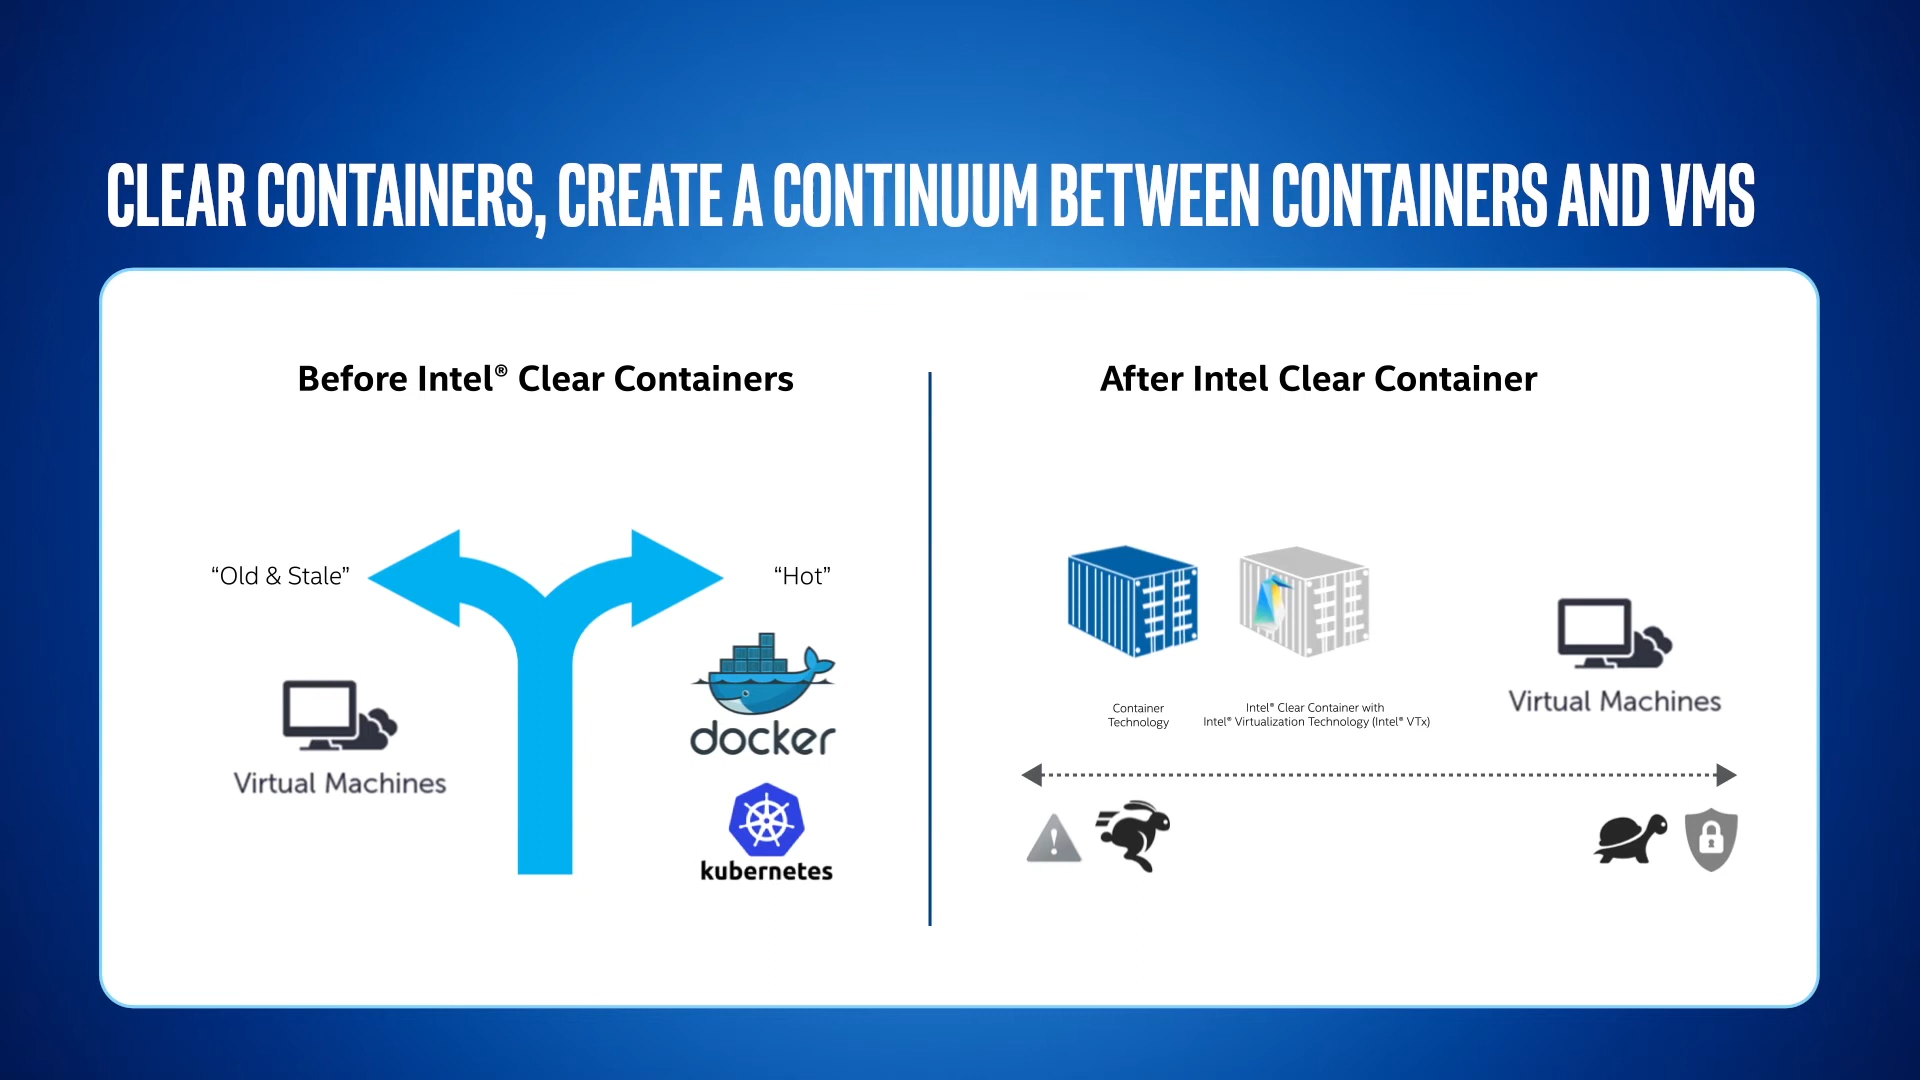 CLEAR CONTAINERS, CREATE A CONTINUUM BETWEEN CONTAINERS AND VMS
Before Intel® Clear Containers
“Old & Stale”
“Hot”
Virtual Machines
docker
kubernetes
After Intel Clear Container
Container
Technology
Intel® Clear Container with
Intel® Virtualization Technology (Intel® VTx)
Virtual Machines